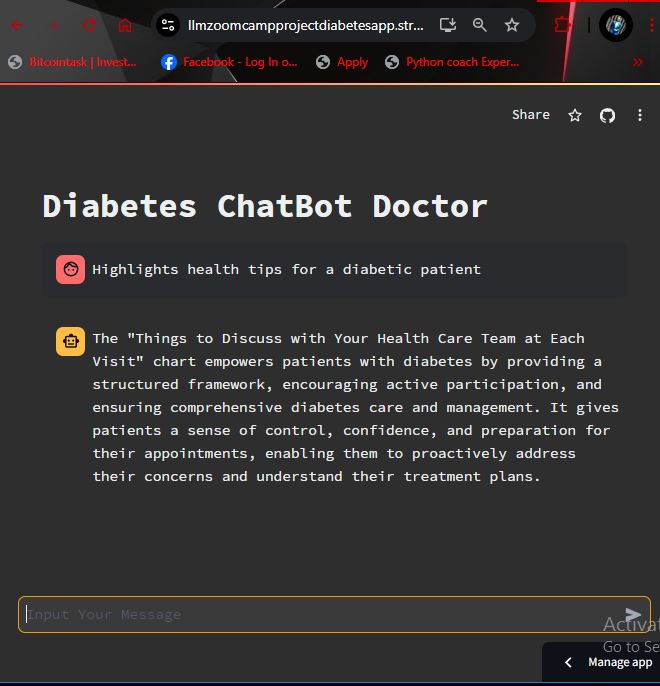 llmzoomcampprojectdiabetesapp.str...
Bitcointask | Invest...
Facebook - Log In o...
Apply
Python coach Exper...
Share
Diabetes ChatBot Doctor
Highlights health tips for a diabetic patient
The "Things to Discuss with Your Health Care Team at Each
Visit" chart empowers patients with diabetes by providing a
structured framework, encouraging active participation, and
ensuring comprehensive diabetes care and management. It gives
patients a sense of control, confidence, and preparation for
their appointments, enabling them to proactively address
their concerns and understand their treatment plans.
Input Your Message
Activat
Go to Se
Manage app